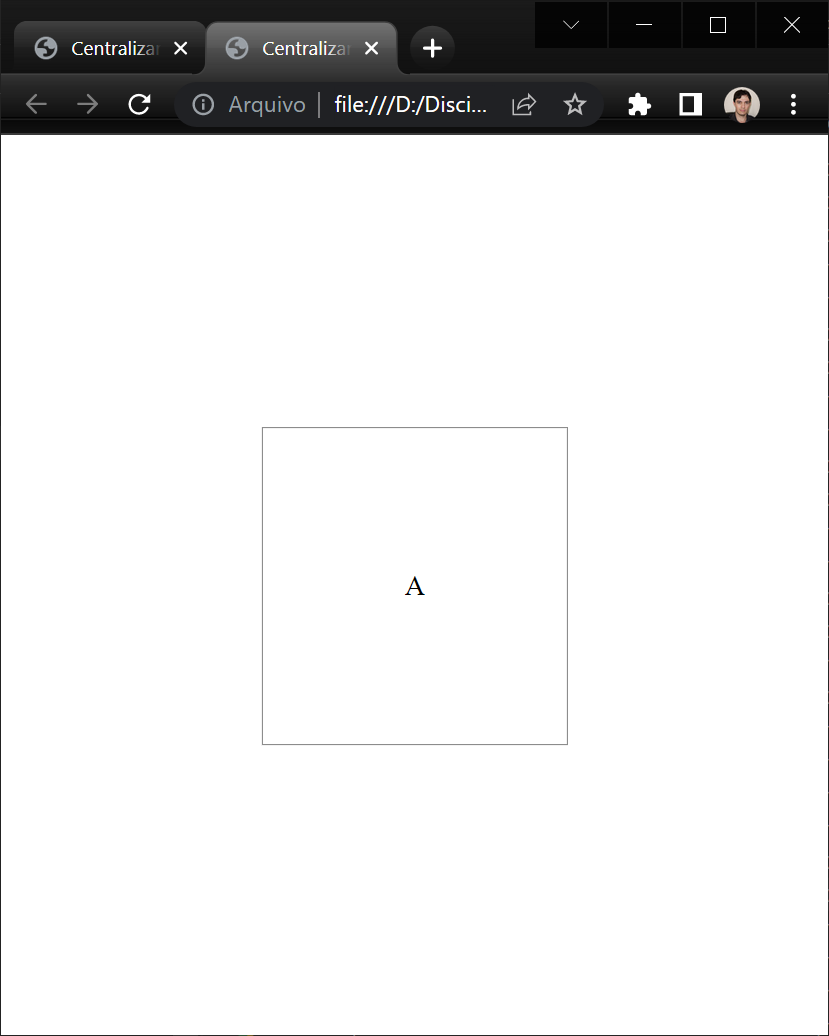 Centralizar
Centralizar
Arquivo | file:///D:/Disci...
A